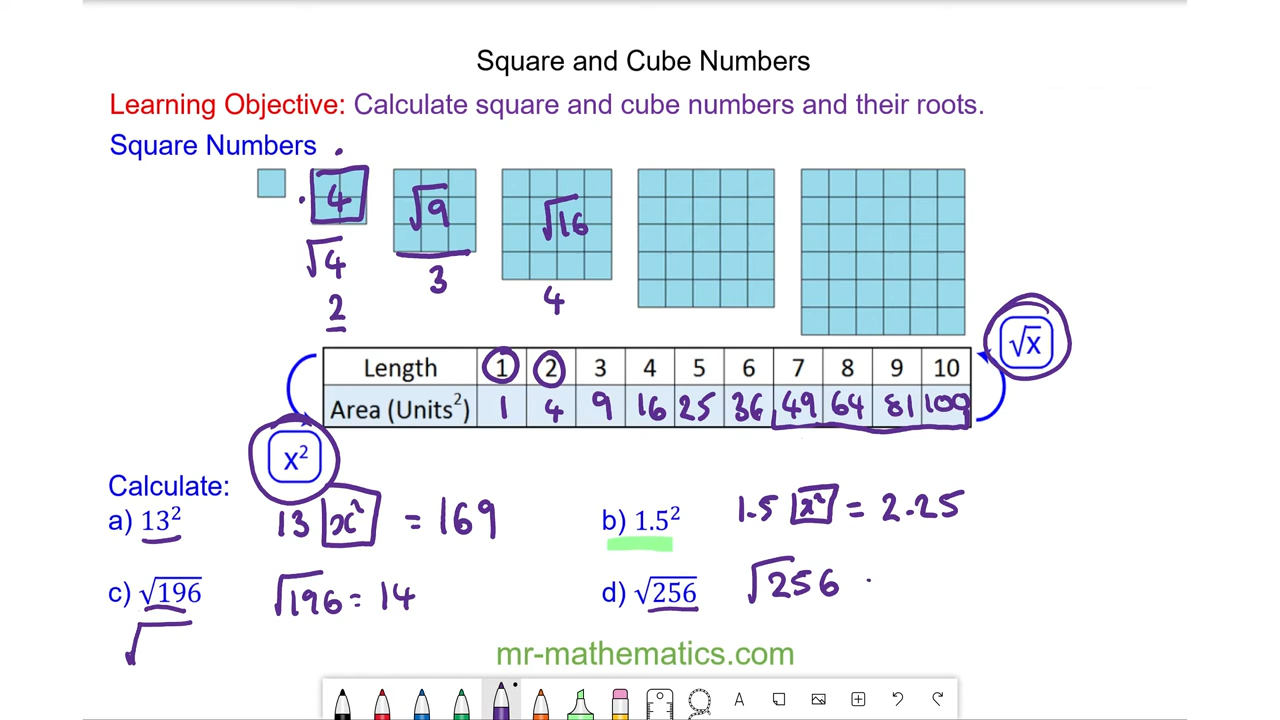 Square and Cube Numbers
Learning Objective: Calculate square and cube numbers and their roots.
Square Numbers
4 √9 √16
√4 3 4
2
√x
Length 1 2 3 4 5 6 7 8 9 10
Area (Units²) 1 4 9 16 25 36 49 64 81 100
x²
Calculate:
a) 13² 13 x² = 169 b) 1.5² 1.5 x² = 2.25
c) √196 √196 = 14 d) √256 √256
√
mr-mathematics.com
A